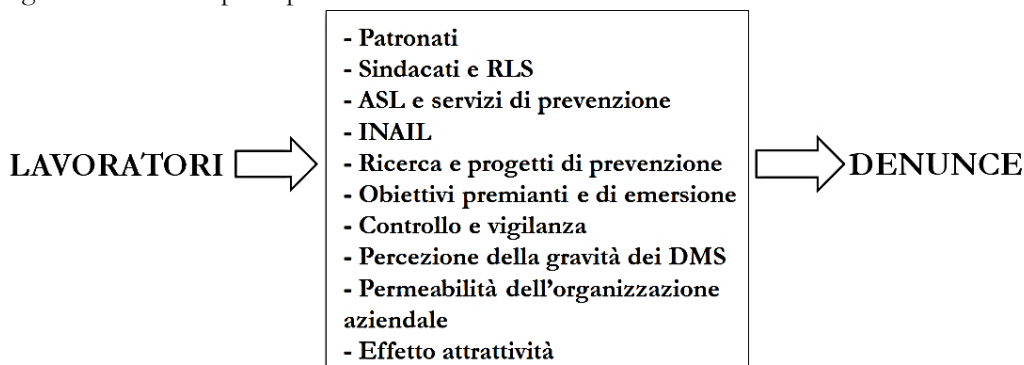 - Patronati
- Sindacati e RLS
- ASL e servizi di prevenzione
- INAIL
LAVORATORI
- Ricerca e progetti di prevenzione
DENUNCE
- Obiettivi premianti e di emersione
- Controllo e vigilanza
- Percezione della gravità dei DMS
- Permeabilità dell'organizzazione
aziendale
- Effetto attrattività